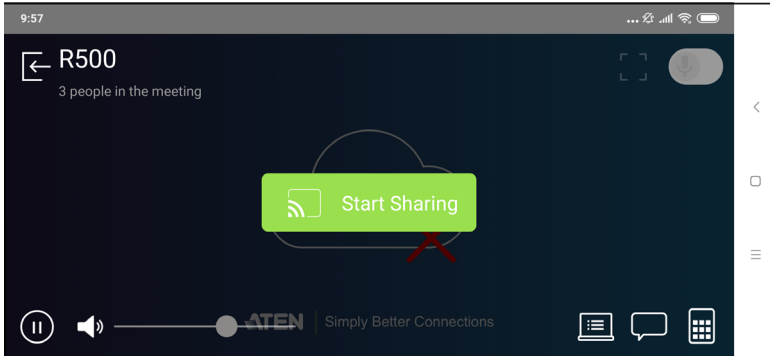 9:57
R500
3 people in the meeting
Start Sharing
ATEN Simply Better Connections